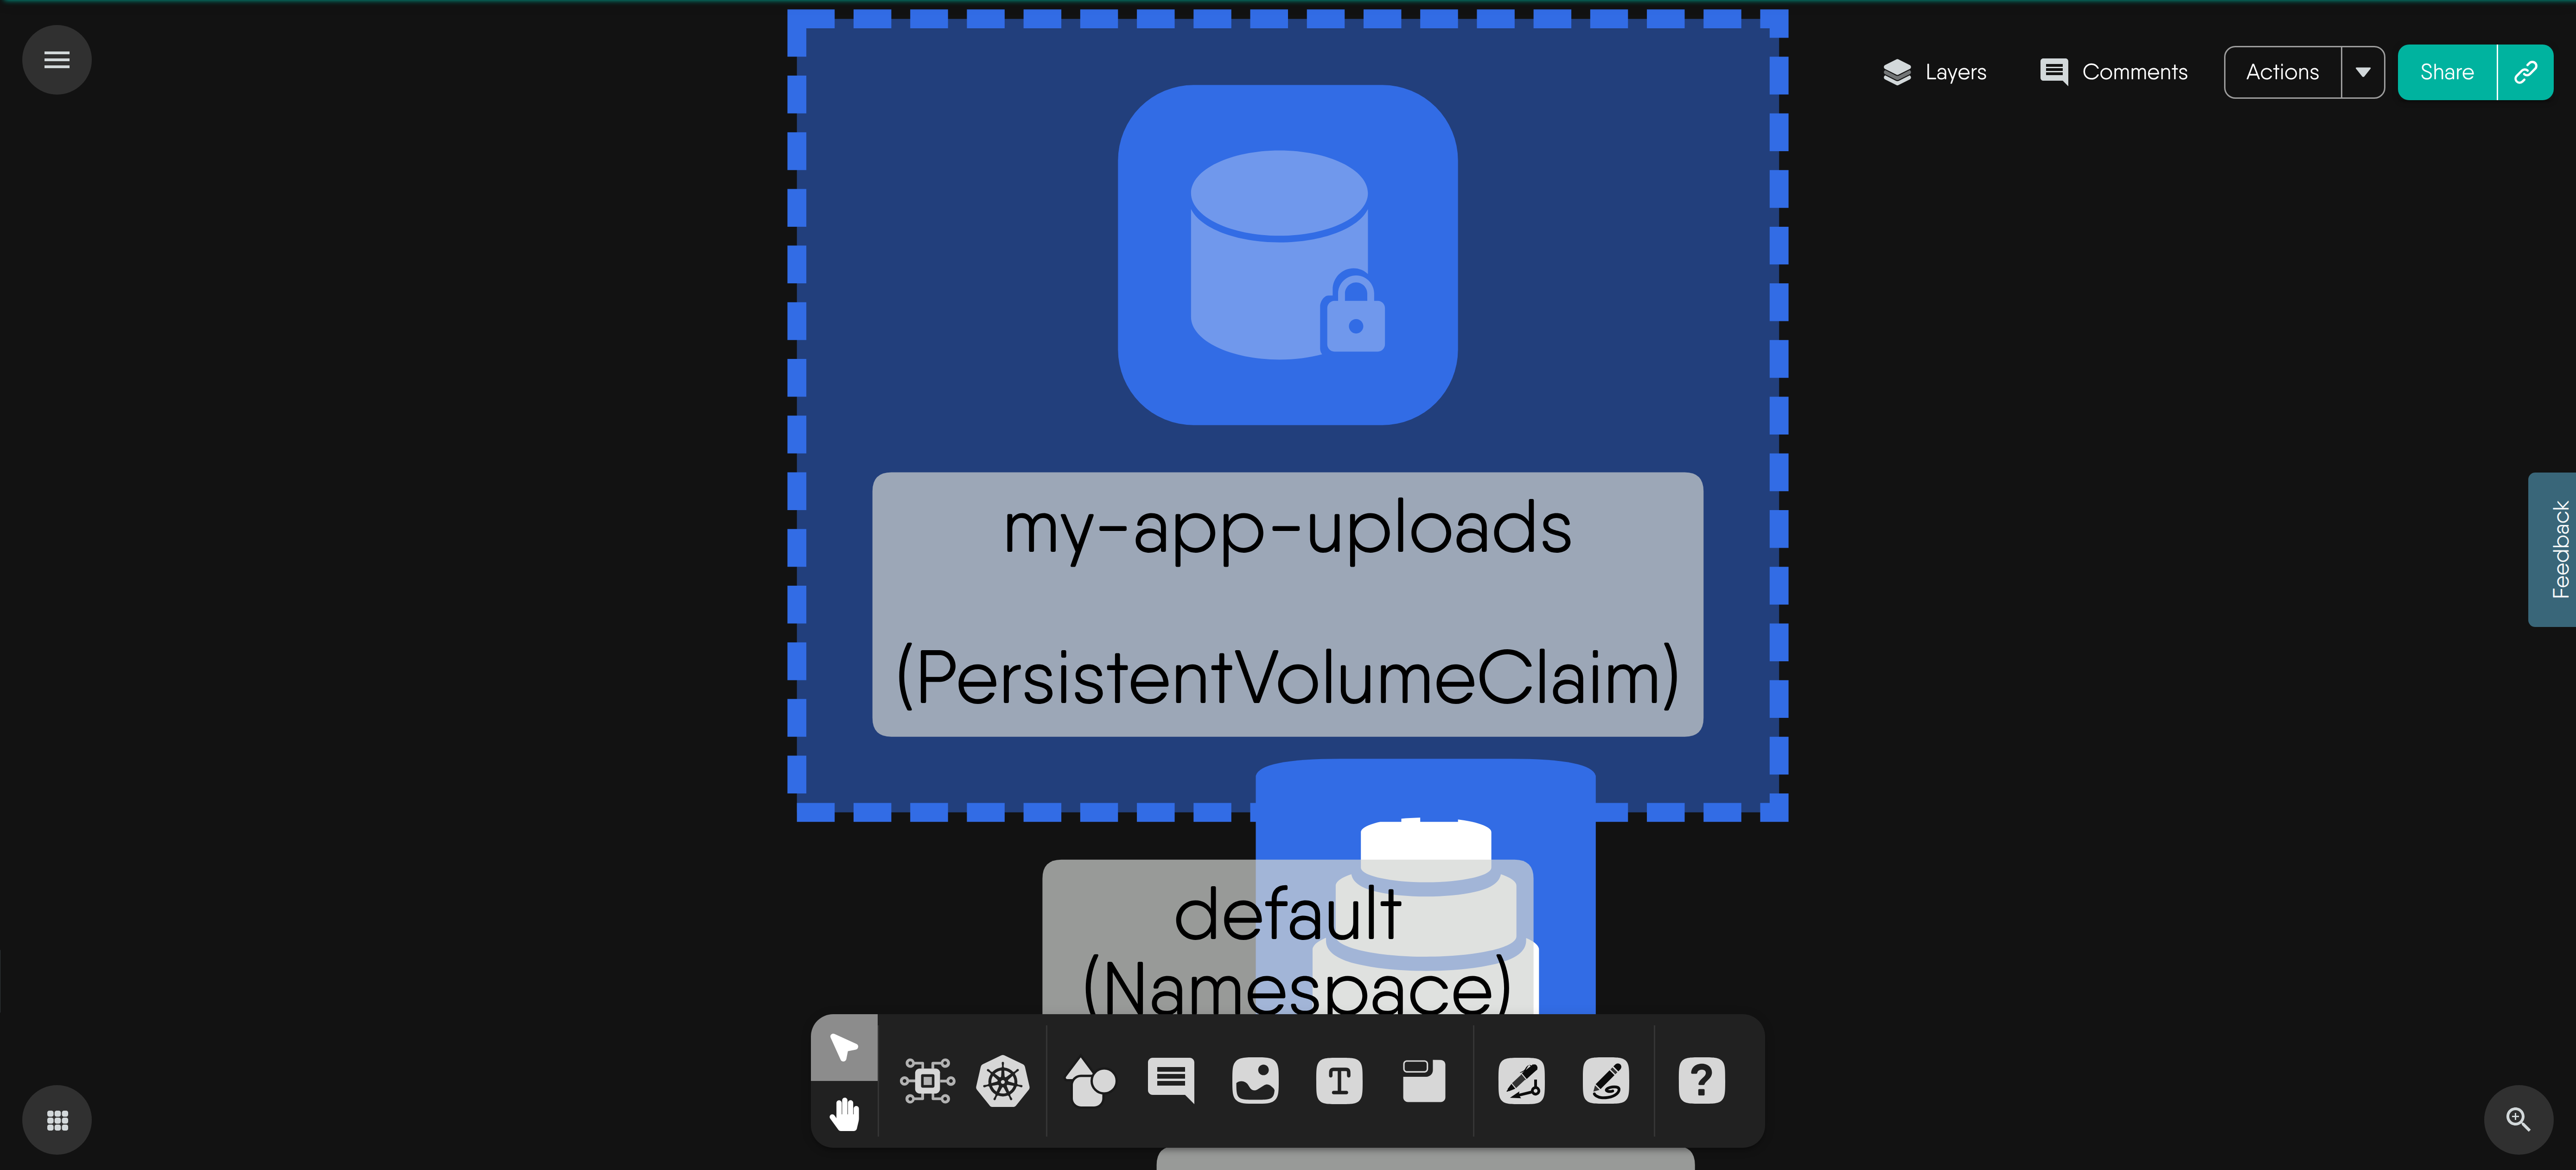 Layers
Comments
Actions
Share
my-app-uploads
(PersistentVolumeClaim)
Feedback
default
(Namespace)
T
?